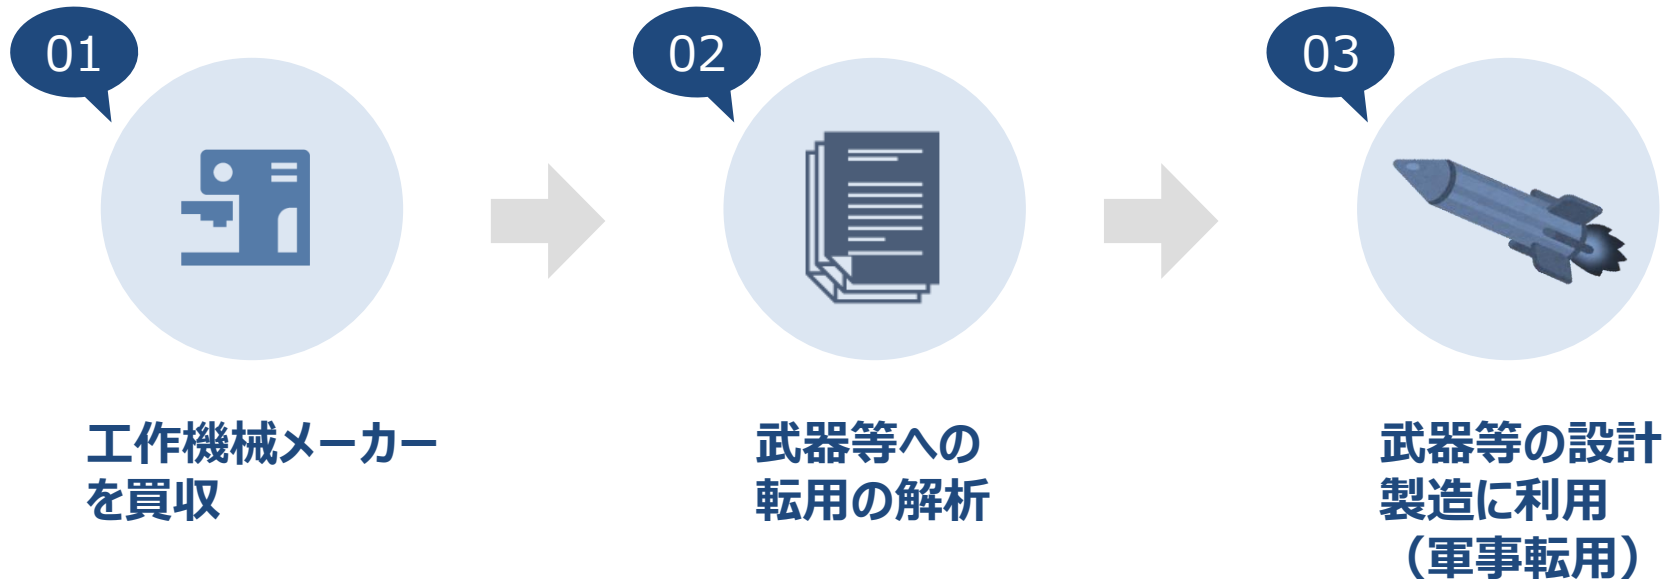 01
02
03
工作機械メーカー
を買収
武器等への
転用の解析
武器等の設計
製造に利用
（軍事転用）